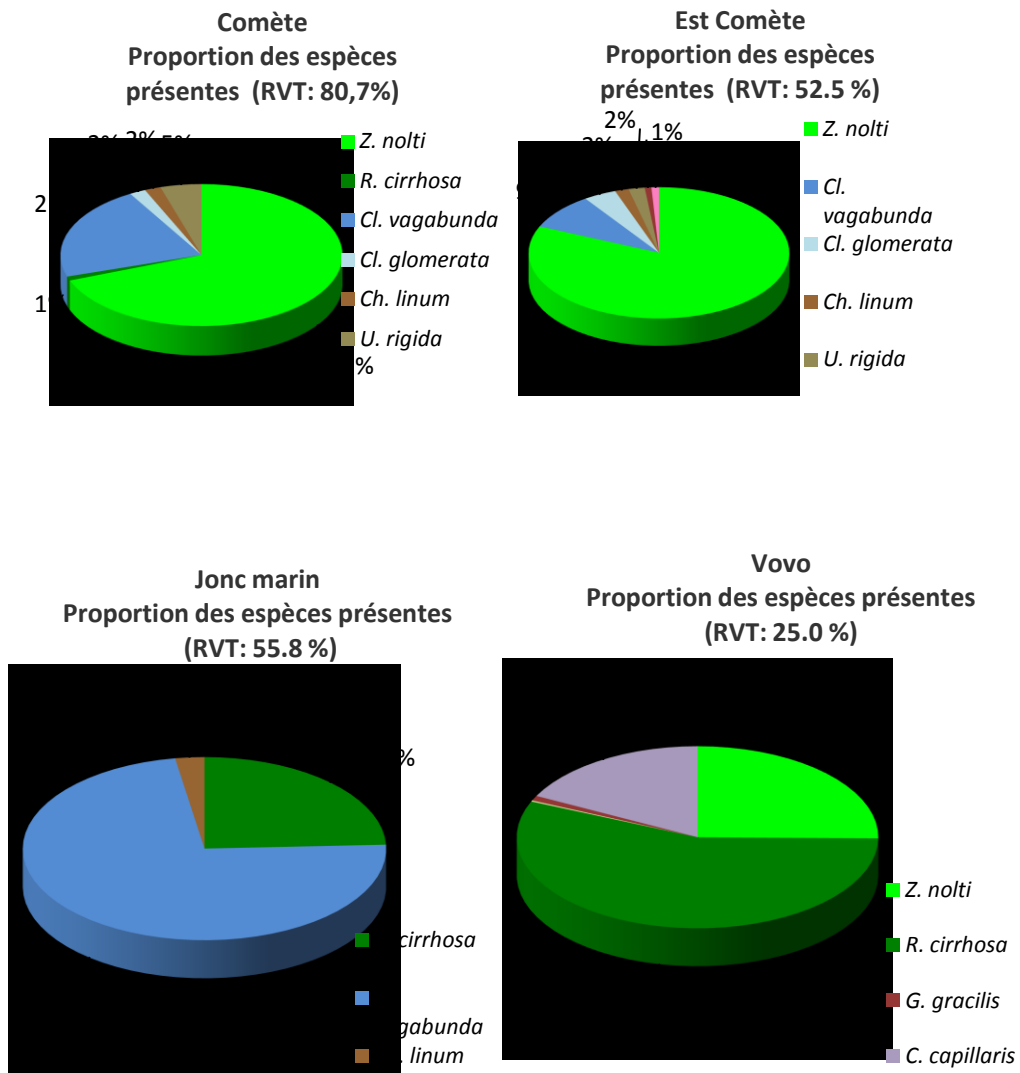 Comète
Proportion des espèces
présentes (RVT: 80,7%)
Z. nolti
R. cirrhosa
Cl. vagabunda
Cl. glomerata
Ch. linum
U. rigida
%
Est Comète
Proportion des espèces
présentes (RVT: 52.5 %)
2%
1%
Z. nolti
Cl.
vagabunda
Cl. glomerata
Ch. linum
U. rigida
Jonc marin
Proportion des espèces présentes
(RVT: 55.8 %)
%
cirrhosa
gabunda
linum
Vovo
Proportion des espèces présentes
(RVT: 25.0 %)
Z. nolti
R. cirrhosa
G. gracilis
C. capillaris